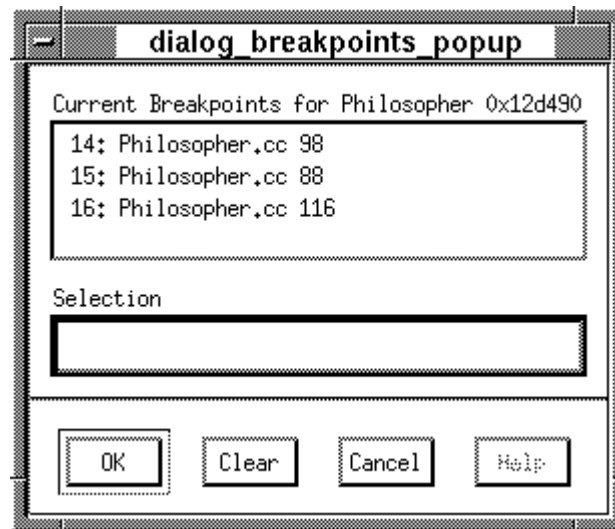 dialog_breakpoints_popup
Current Breakpoints for Philosopher 0x12d490
14: Philosopher.cc 98
15: Philosopher.cc 88
16: Philosopher.cc 116
Selection
OK Clear Cancel Help